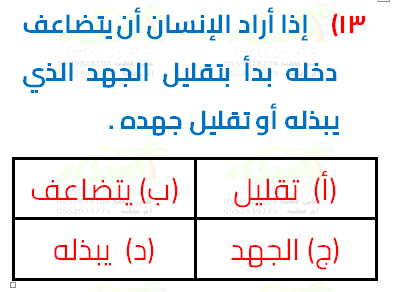 ١٣) إذا أراد الإنسان أن يتضاعف
دخله بدأ بتقليل الجهد الذي
يبذله أو تقليل جهده .
(أ) تقليل (ب) يتضاعف
(ج) الجهد (د) يبذله